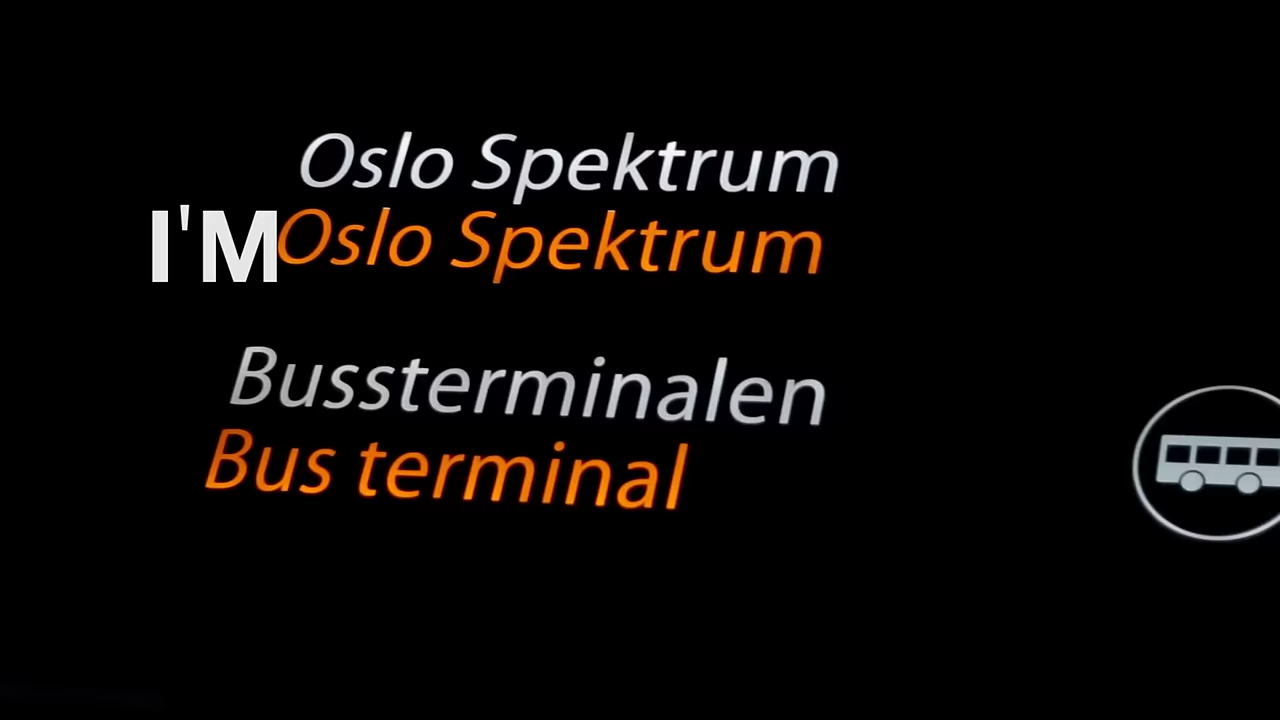 Oslo Spektrum
I'M
Oslo Spektrum
Bussterminalen
Bus terminal